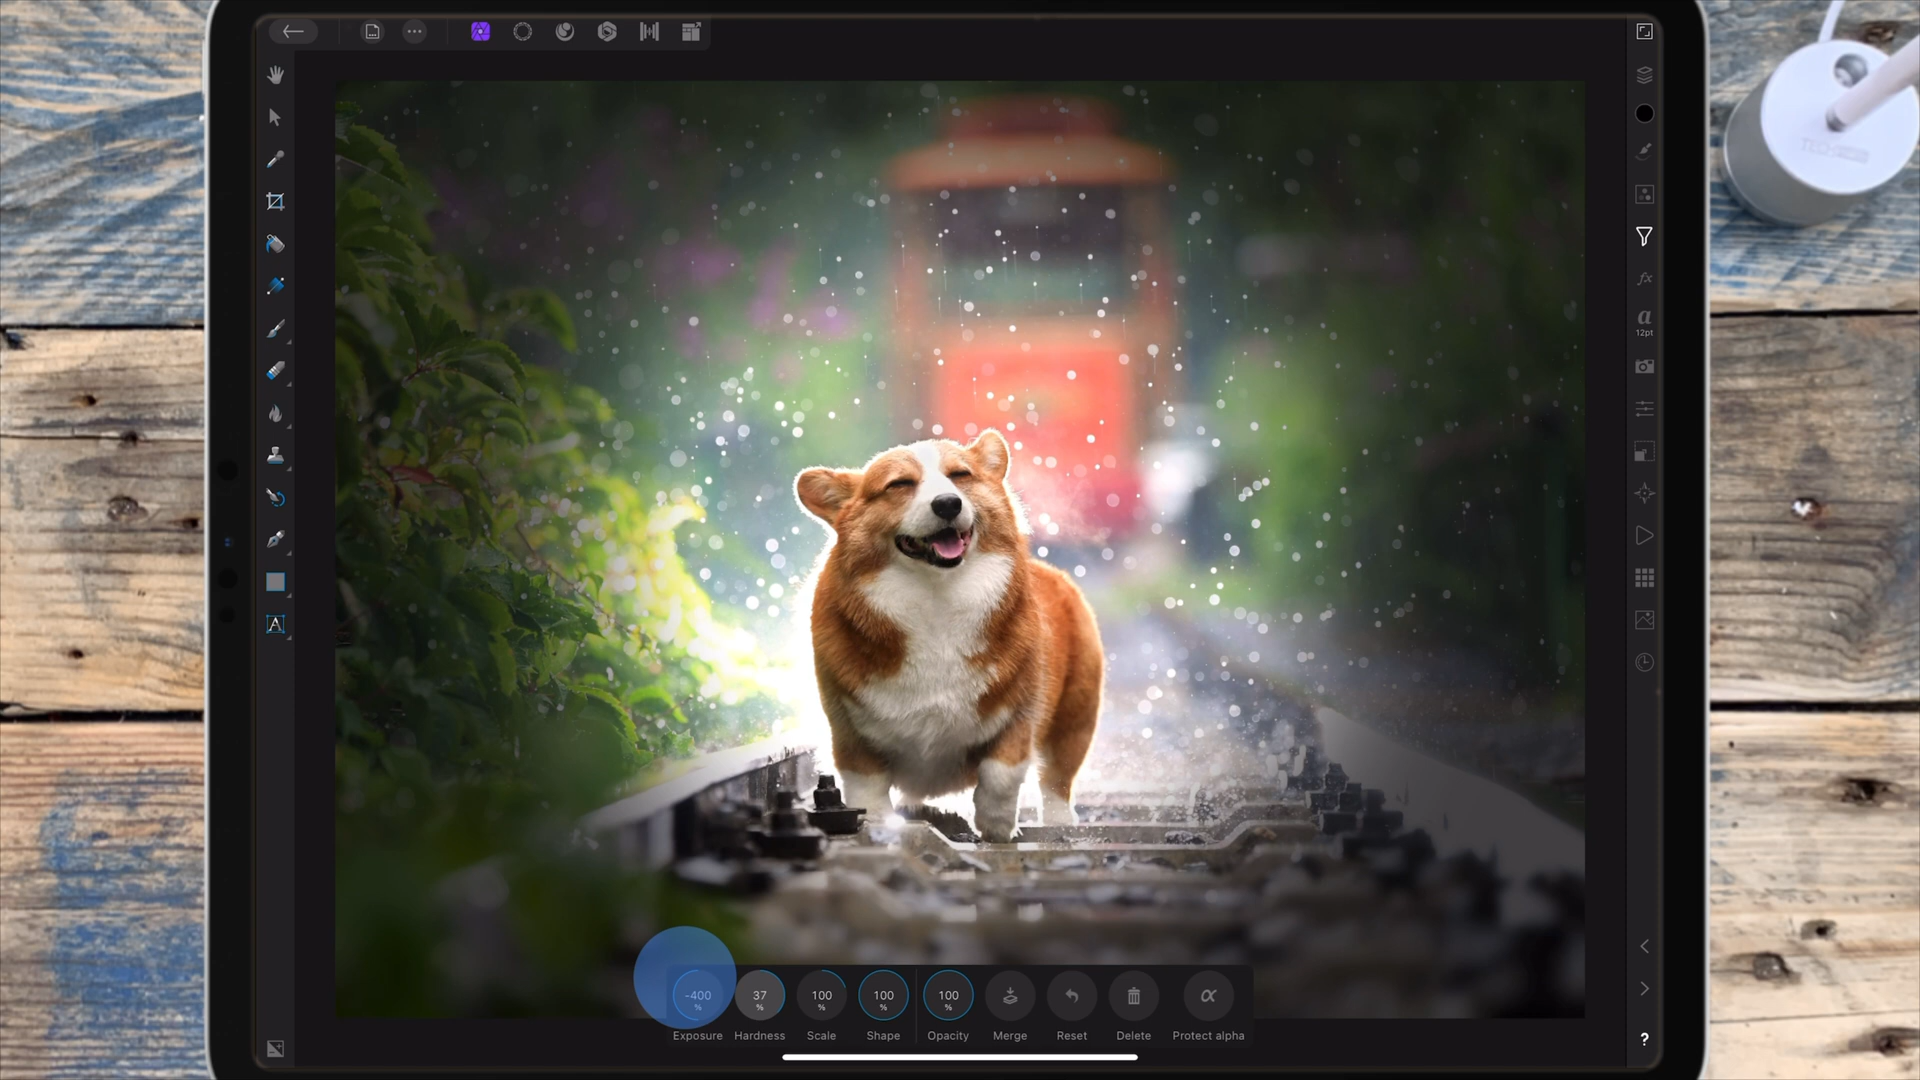 12pt
A
-400
%
37
%
100
%
100
%
100
%
Exposure
Hardness
Scale
Shape
Opacity
Merge
Reset
Delete
Protect alpha
?